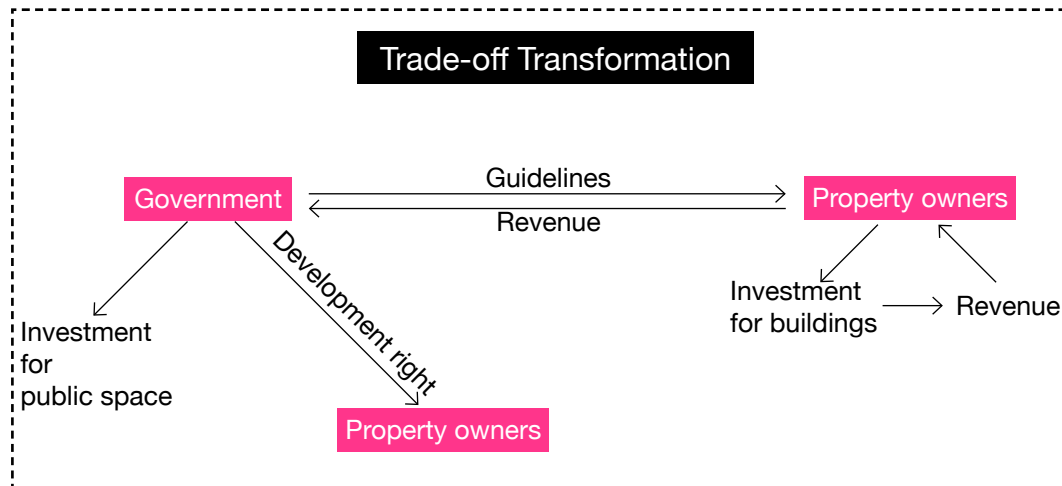 Trade-off Transformation
Guidelines
Government
Property owners
Revenue
Development right
Investment
for buildings
Revenue
Investment
for
public space
Property owners